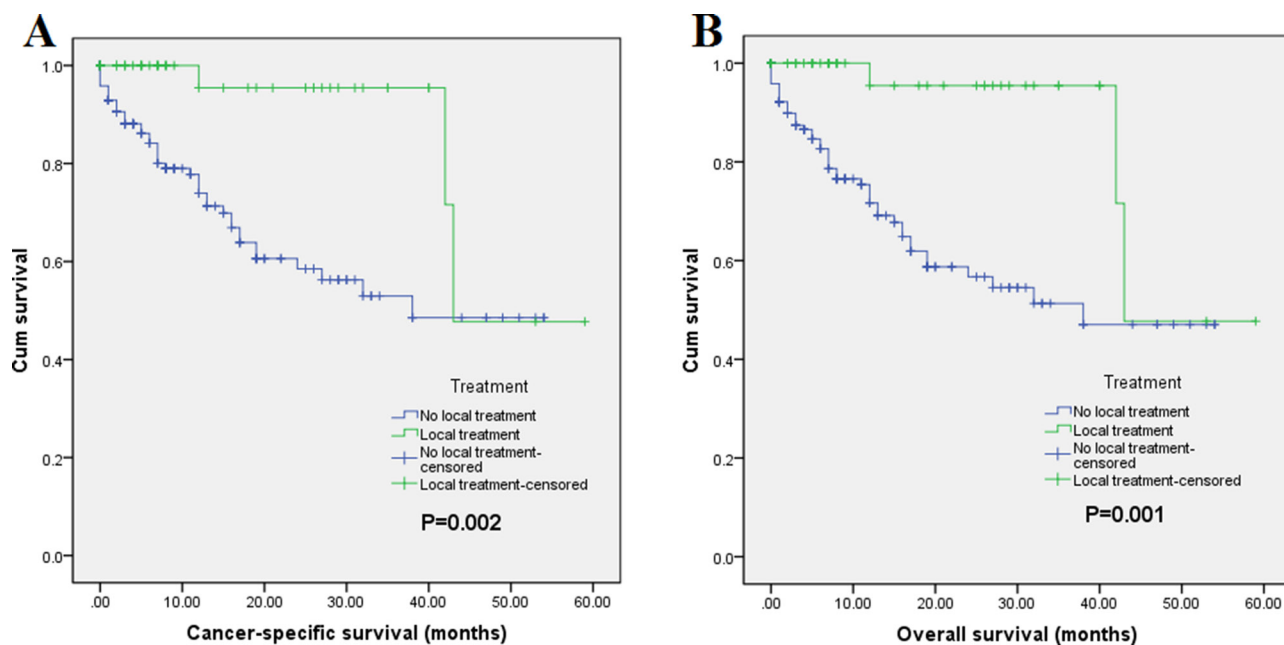 A
Cum survival
1.0
0.8
0.6
0.4
0.2
0.0
Treatment
No local treatment
Local treatment
No local treatment-
censored
Local treatment-censored
P=0.002
.00 10.00 20.00 30.00 40.00 50.00 60.00
Cancer-specific survival (months)
B
Cum survival
1.0
0.8
0.6
0.4
0.2
0.0
Treatment
No local treatment
Local treatment
No local treatment-
censored
Local treatment-censored
P=0.001
.00 10.00 20.00 30.00 40.00 50.00 60.00
Overall survival (months)